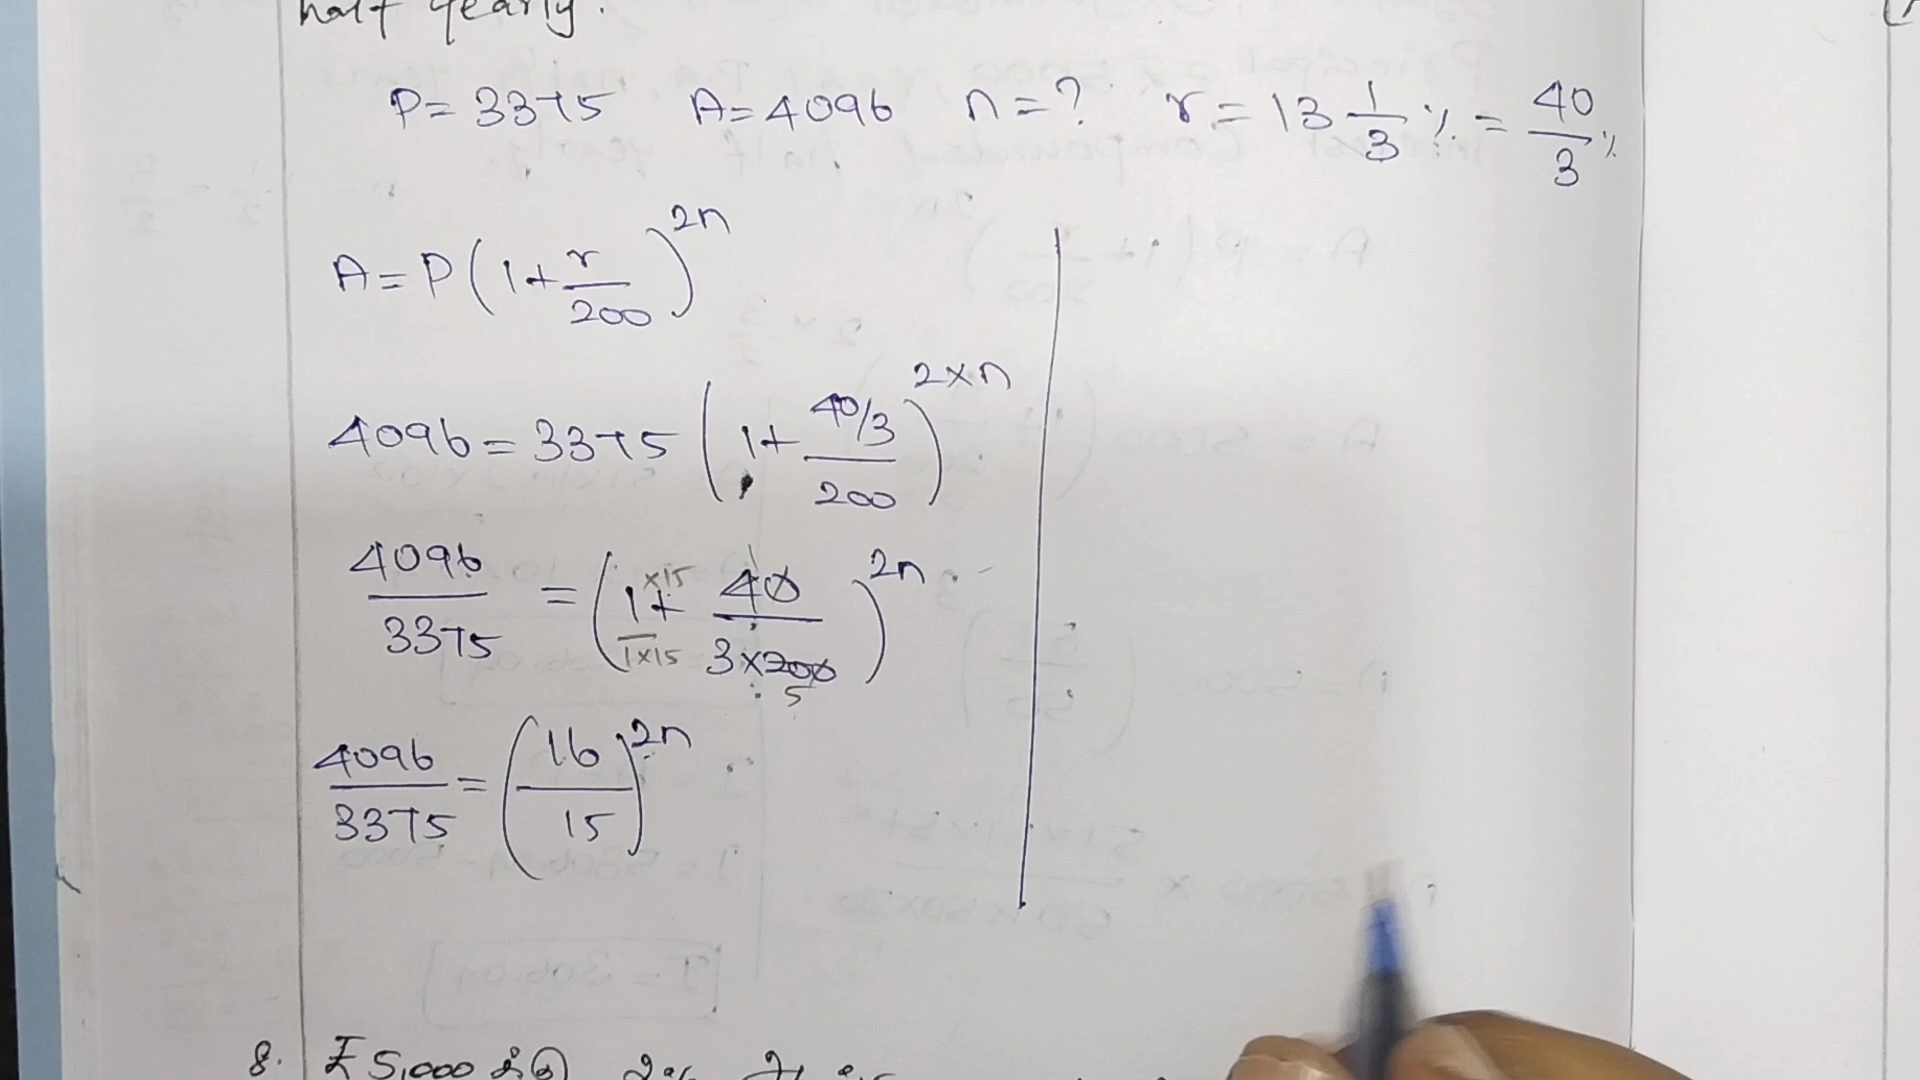 half yearly.
P = 3375 A = 4096 n = ? r = 13 1/3 % = 40/3 %
A = P ( 1 + r/200 )^2n
4096 = 3375 ( 1 + 40/3 / 200 )^2×n
4096/3375 = ( 1×15/1×15 + 40/3×200 )^2n
5
4096/3375 = ( 16/15 )^2n
8. ₹ 5,000